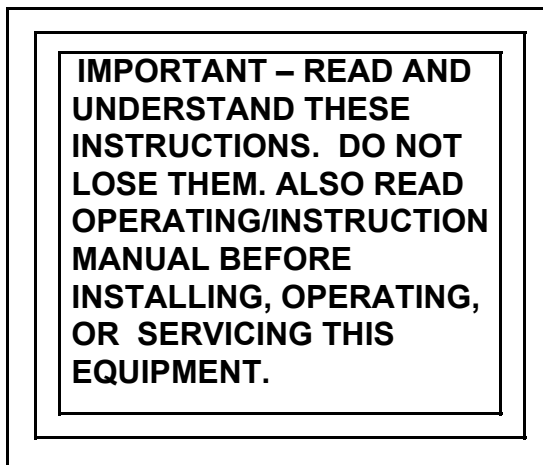 IMPORTANT – READ AND
UNDERSTAND THESE
INSTRUCTIONS. DO NOT
LOSE THEM. ALSO READ
OPERATING/INSTRUCTION
MANUAL BEFORE
INSTALLING, OPERATING,
OR SERVICING THIS
EQUIPMENT.